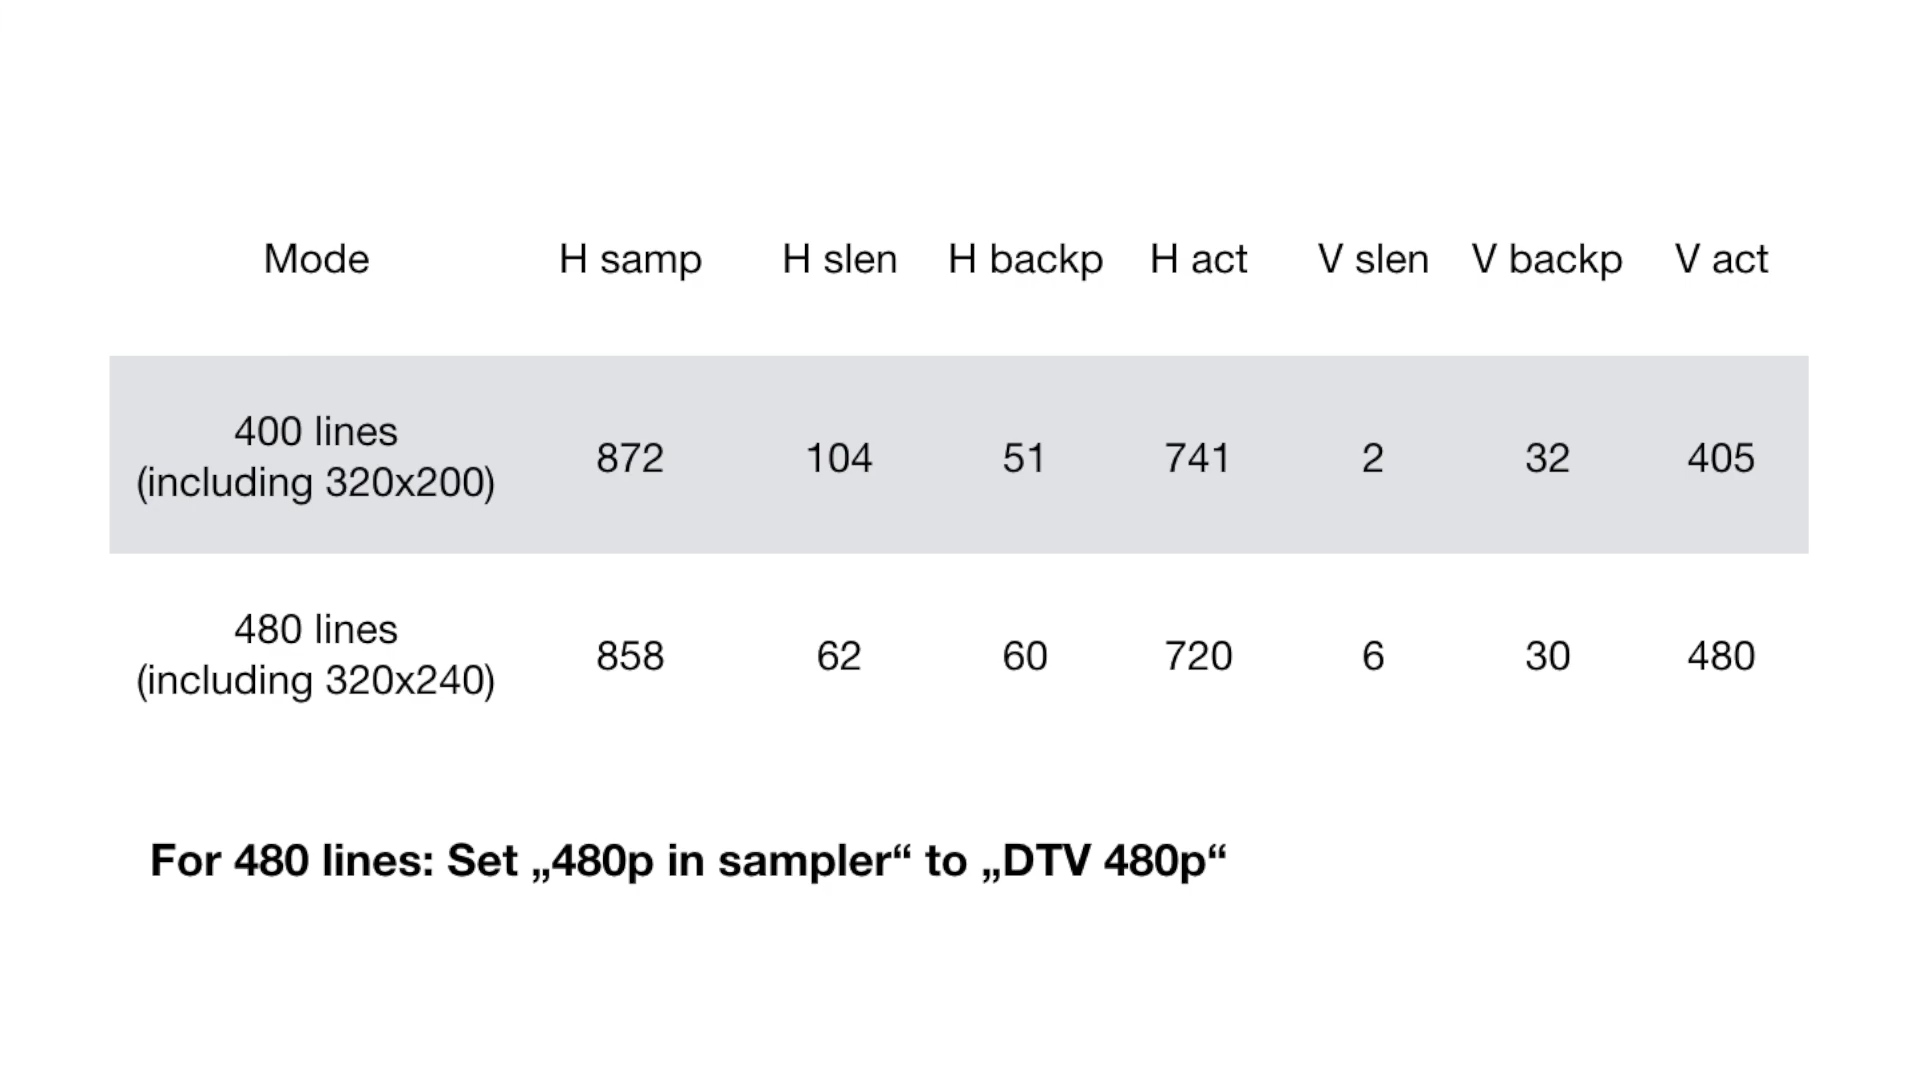 Mode H samp H slen H backp H act V slen V backp V act
400 lines
(including 320x200) 872 104 51 741 2 32 405
480 lines
(including 320x240) 858 62 60 720 6 30 480
For 480 lines: Set „480p in sampler“ to „DTV 480p“